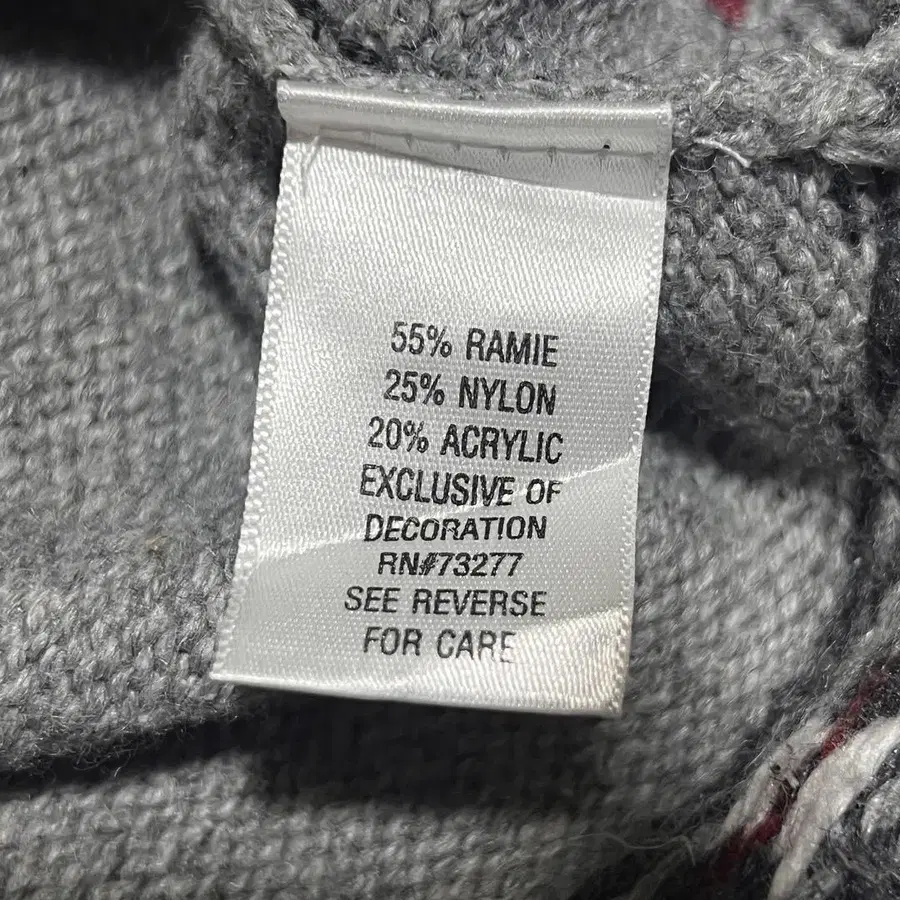 55% RAMIE
25% NYLON
20% ACRYLIC
EXCLUSIVE OF
DECORATION
RN#73277
SEE REVERSE
FOR CARE